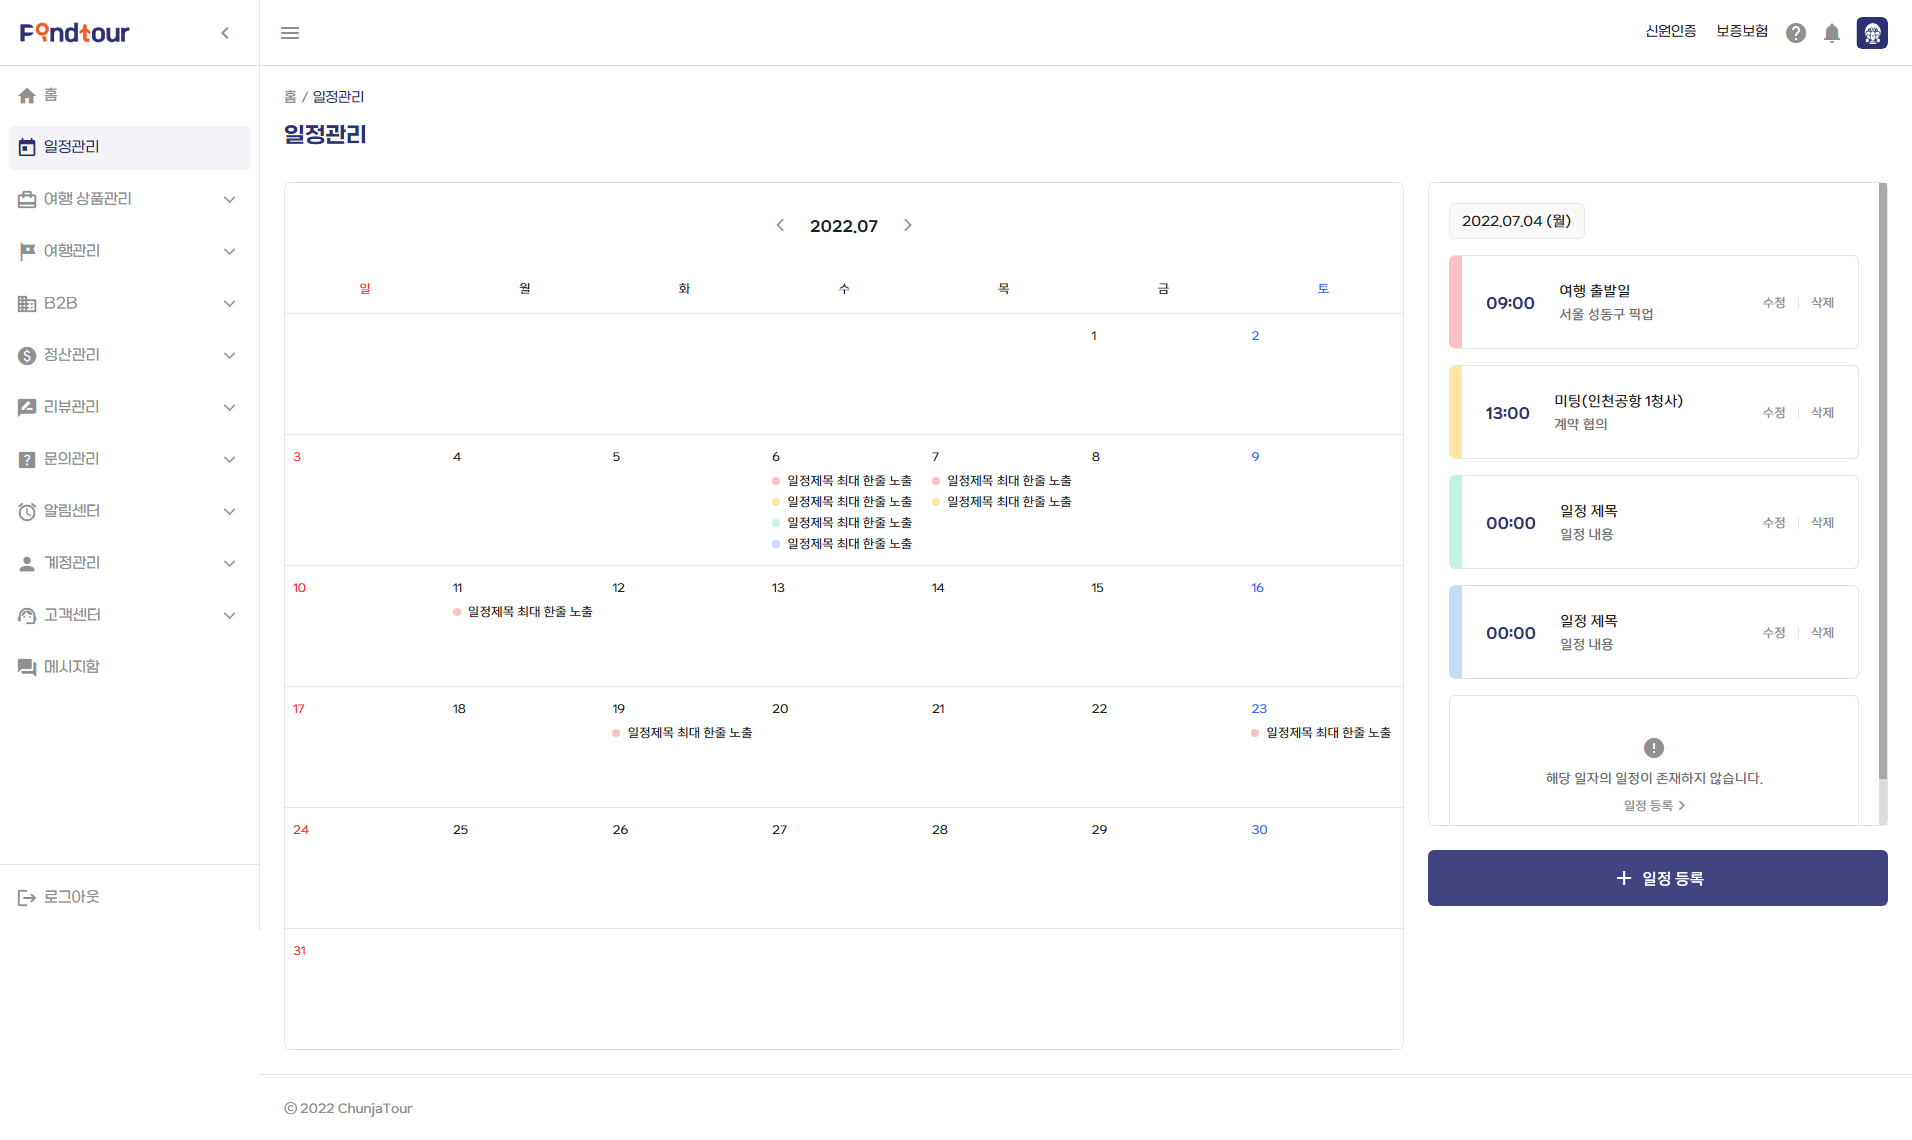 Findtour
신원인증 보증보험
홈
일정관리
여행 상품관리
여행관리
B2B
정산관리
리뷰관리
문의관리
알림센터
계정관리
고객센터
메시지함
로그아웃
홈 / 일정관리
일정관리
2022.07
일 월 화 수 목 금 토
1 2
3 4 5 6 7 8 9
일정제목 최대 한줄 노출 일정제목 최대 한줄 노출
일정제목 최대 한줄 노출 일정제목 최대 한줄 노출
일정제목 최대 한줄 노출
일정제목 최대 한줄 노출
10 11 12 13 14 15 16
일정제목 최대 한줄 노출
17 18 19 20 21 22 23
일정제목 최대 한줄 노출 일정제목 최대 한줄 노출
24 25 26 27 28 29 30
31
2022.07.04 (월)
09:00 여행 출발일 수정 삭제
서울 성동구 픽업
13:00 미팅(인천공항 1청사) 수정 삭제
계약 협의
00:00 일정 제목 수정 삭제
일정 내용
00:00 일정 제목 수정 삭제
일정 내용
해당 일자의 일정이 존재하지 않습니다.
일정 등록 >
+ 일정 등록
© 2022 ChunjaTour